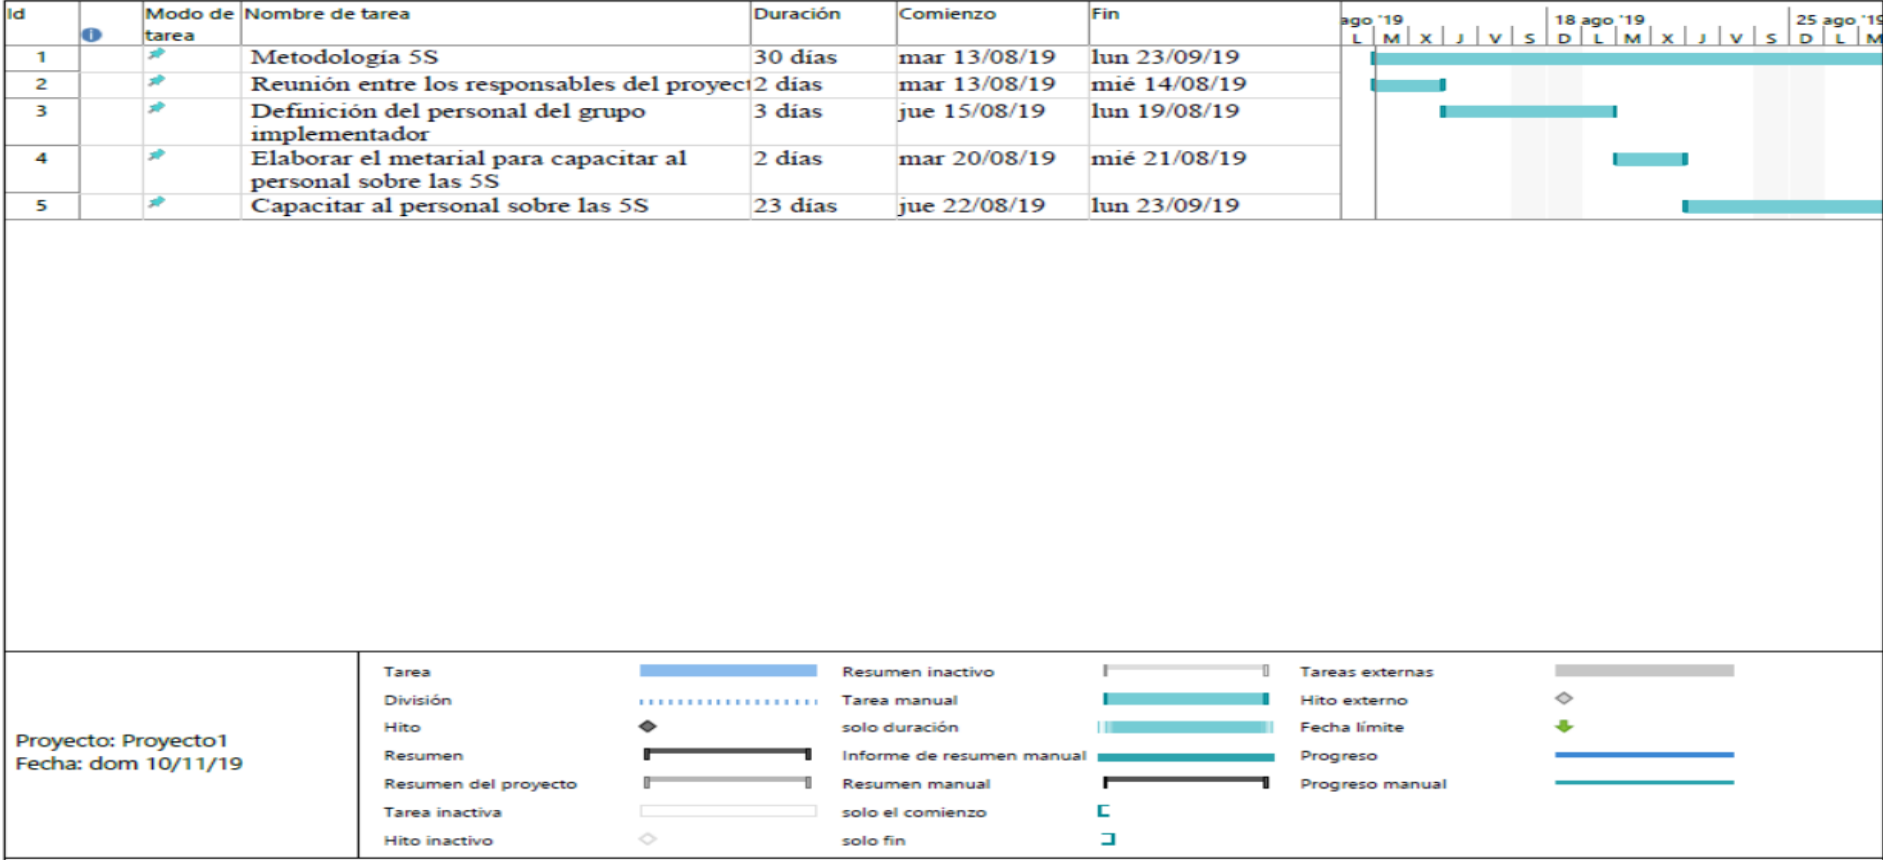 Id Modo de tarea Nombre de tarea Duración Comienzo Fin
ago '19 18 ago '19 25 ago '19
L M X J V S D L M X J V S D L M
1 Metodología 5S 30 días mar 13/08/19 lun 23/09/19
2 Reunión entre los responsables del proyect 2 días mar 13/08/19 mié 14/08/19
3 Definición del personal del grupo 3 días jue 15/08/19 lun 19/08/19
implementador
4 Elaborar el metarial para capacitar al 2 días mar 20/08/19 mié 21/08/19
personal sobre las 5S
5 Capacitar al personal sobre las 5S 23 días jue 22/08/19 lun 23/09/19
Proyecto: Proyecto1
Fecha: dom 10/11/19
Tarea
División
Hito
Resumen
Resumen del proyecto
Tarea inactiva
Hito inactivo
Resumen inactivo
Tarea manual
solo duración
Informe de resumen manual
Resumen manual
solo el comienzo
solo fin
Tareas externas
Hito externo
Fecha límite
Progreso
Progreso manual